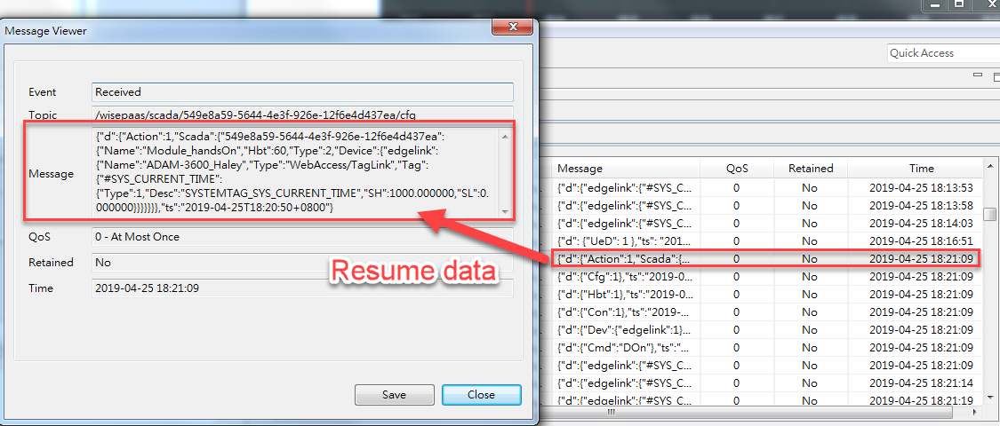 Message Viewer
Quick Access
Event
Received
Topic
/wisepaas/scada/549e8a59-5644-4e3f-926e-12f6e4d437ea/cfg
Message
{"d":{"Action":1,"Scada":{"549e8a59-5644-4e3f-926e-12f6e4d437ea":
{"Name":"Module_handsOn","Hbt":60,"Type":2,"Device":{"edgelink":
{"Name":"ADAM-3600_Haley","Type":"WebAccess/TagLink","Tag":
{"#SYS_CURRENT_TIME":
{"Type":1,"Desc":"SYSTEMTAG_SYS_CURRENT_TIME","SH":1000.000000,"SL":0.
000000}}}}}}},"ts":"2019-04-25T18:20:50+0800"}
QoS
0 - At Most Once
Retained
No
Time
2019-04-25 18:21:09
Save
Close
Resume data
Message QoS Retained Time
{"d":{"edgelink":{"#SYS_C... 0 No 2019-04-25 18:13:53
{"d":{"edgelink":{"#SYS_C... 0 No 2019-04-25 18:13:58
{"d":{"edgelink":{"#SYS_C... 0 No 2019-04-25 18:14:03
{"d": {"UeD": 1 },"ts": "201... 0 No 2019-04-25 18:16:51
{"d":{"Action":1,"Scada":{... 0 No 2019-04-25 18:21:09
{"d":{"Cfg":1},"ts":"2019-0... 0 No 2019-04-25 18:21:09
{"d":{"Hbt":1},"ts":"2019-0... 0 No 2019-04-25 18:21:09
{"d":{"Con":1},"ts":"2019-... 0 No 2019-04-25 18:21:09
{"d":{"Dev":{"edgelink":1}... 0 No 2019-04-25 18:21:09
{"d":{"Cmd":"DOn"},"ts":"... 0 No 2019-04-25 18:21:09
{"d":{"edgelink":{"#SYS_C... 0 No 2019-04-25 18:21:09
{"d":{"edgelink":{"#SYS_C... 0 No 2019-04-25 18:21:14
{"d":{"edgelink":{"#SYS_C... 0 No 2019-04-25 18:21:19